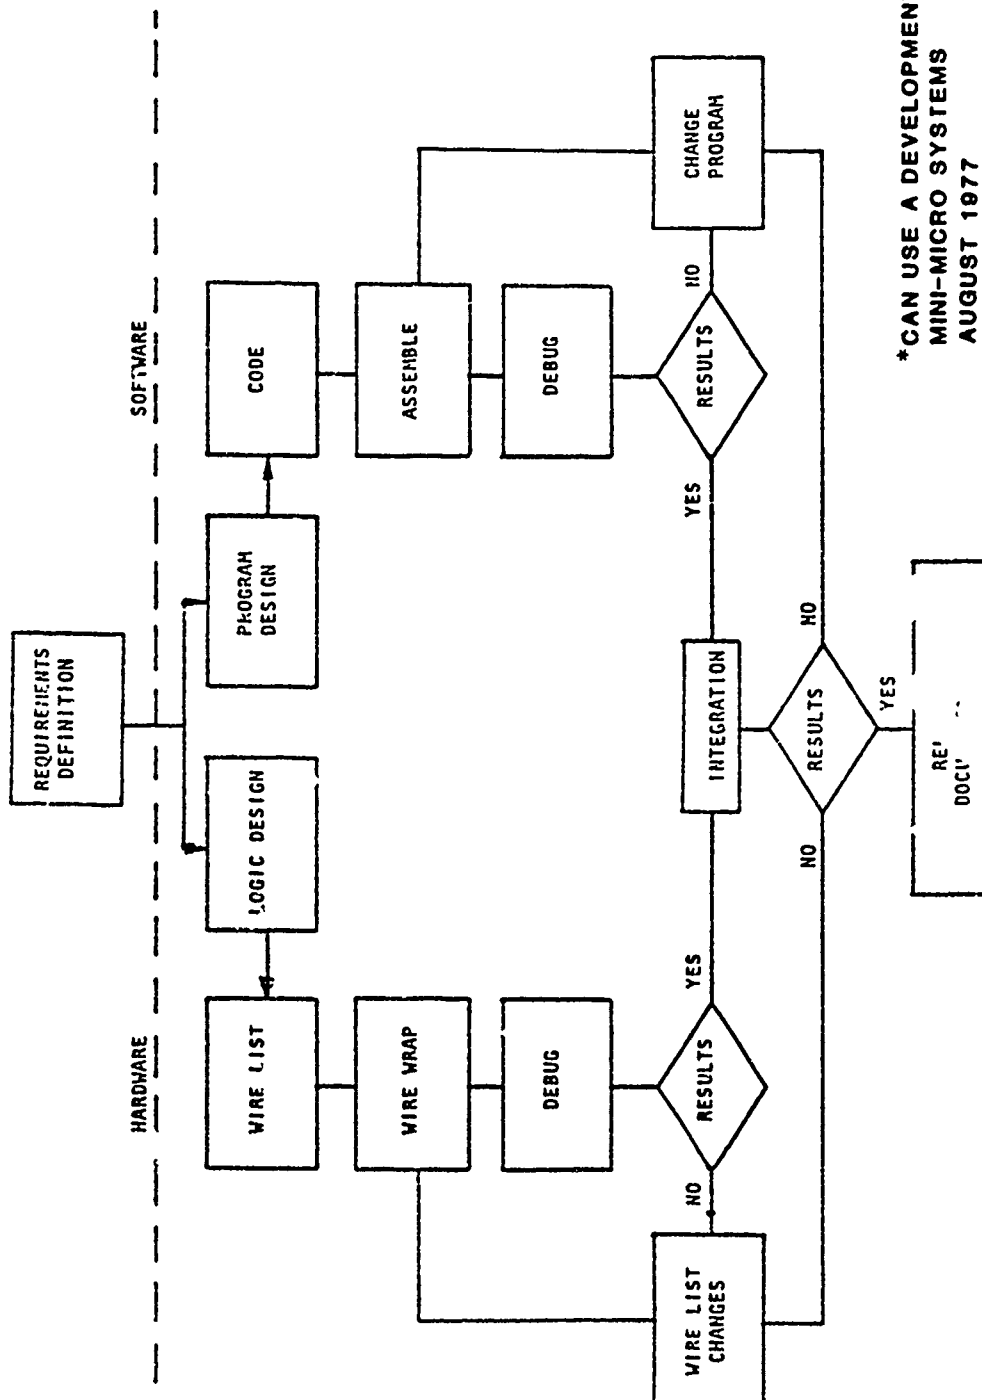 REQUIREMENTS
DEFINITION
HARDWARE
SOFTWARE
WIRE LIST
LOGIC DESIGN
PROGRAM
DESIGN
CODE
WIRE WRAP
ASSEMBLE
DEBUG
DEBUG
WIRE LIST
CHANGES
NO
RESULTS
YES
INTEGRATION
YES
RESULTS
NO
CHANGE
PROGRAM
NO
RESULTS
NO
YES
*CAN USE A DEVELOPMEN
MINI-MICRO SYSTEMS
AUGUST 1977